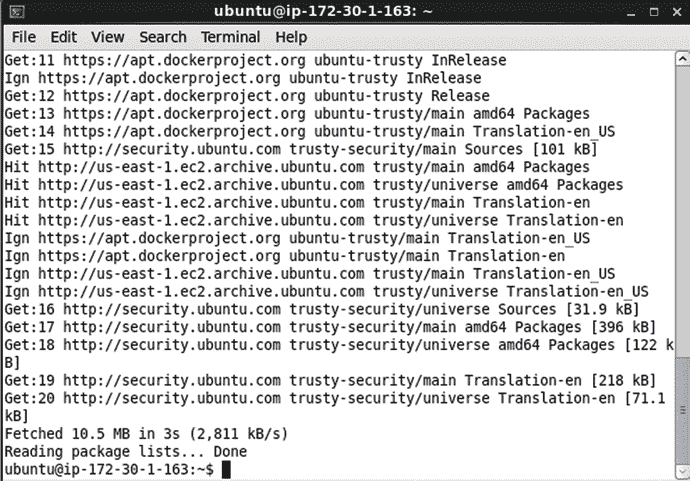 ubuntu@ip-172-30-1-163: ~
File Edit View Search Terminal Help
Get:11 https://apt.dockerproject.org ubuntu-trusty InRelease
Ign https://apt.dockerproject.org ubuntu-trusty InRelease
Get:12 https://apt.dockerproject.org ubuntu-trusty Release
Get:13 https://apt.dockerproject.org ubuntu-trusty/main amd64 Packages
Get:14 https://apt.dockerproject.org ubuntu-trusty/main Translation-en_US
Get:15 http://security.ubuntu.com trusty-security/main Sources [101 kB]
Hit http://us-east-1.ec2.archive.ubuntu.com trusty/main amd64 Packages
Hit http://us-east-1.ec2.archive.ubuntu.com trusty/universe amd64 Packages
Hit http://us-east-1.ec2.archive.ubuntu.com trusty/main Translation-en
Hit http://us-east-1.ec2.archive.ubuntu.com trusty/universe Translation-en
Ign https://apt.dockerproject.org ubuntu-trusty/main Translation-en_US
Ign https://apt.dockerproject.org ubuntu-trusty/main Translation-en
Ign http://us-east-1.ec2.archive.ubuntu.com trusty/main Translation-en_US
Ign http://us-east-1.ec2.archive.ubuntu.com trusty/universe Translation-en_US
Get:16 http://security.ubuntu.com trusty-security/universe Sources [31.9 kB]
Get:17 http://security.ubuntu.com trusty-security/main amd64 Packages [396 kB]
Get:18 http://security.ubuntu.com trusty-security/universe amd64 Packages [122 k
B]
Get:19 http://security.ubuntu.com trusty-security/main Translation-en [218 kB]
Get:20 http://security.ubuntu.com trusty-security/universe Translation-en [71.1
kB]
Fetched 10.5 MB in 3s (2,811 kB/s)
Reading package lists... Done
ubuntu@ip-172-30-1-163:~$